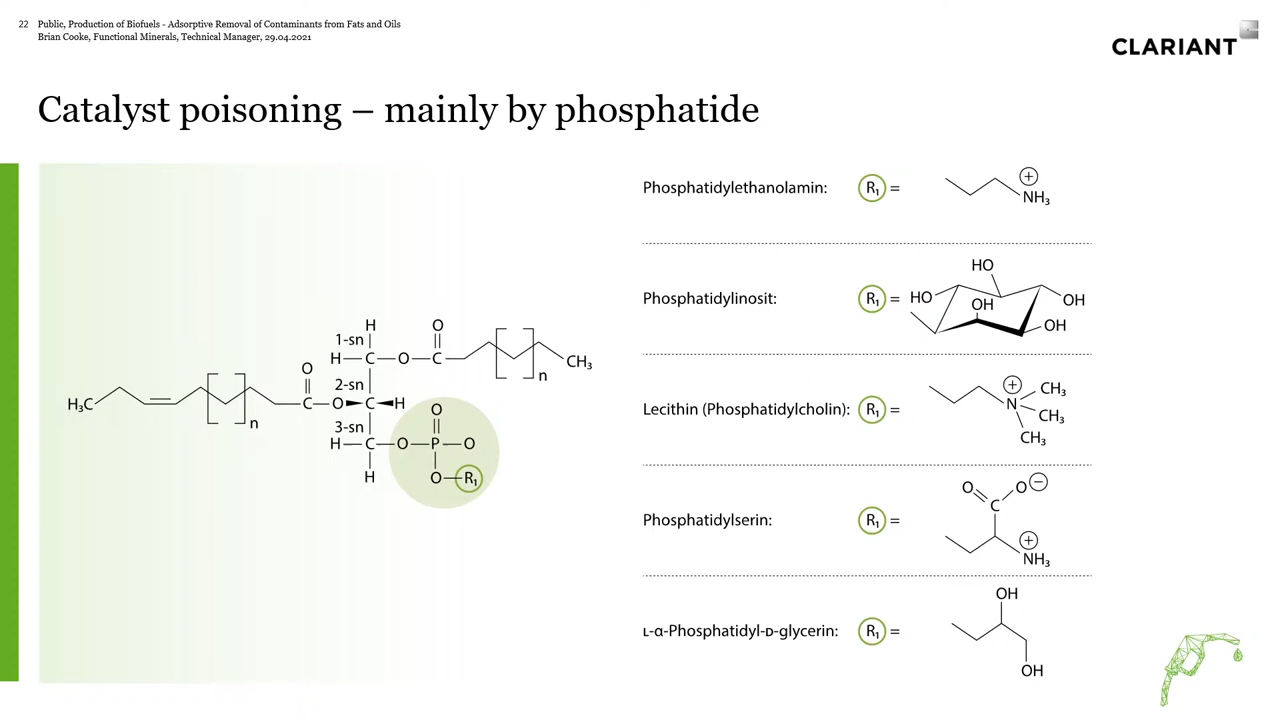 22 Public, Production of Biofuels - Adsorptive Removal of Contaminants from Fats and Oils
Brian Cooke, Functional Minerals, Technical Manager, 29.04.2021
CLARIANT
Catalyst poisoning – mainly by phosphatide
H
1-sn
O
H C O C
CH₃
n
O
2-sn
H₃C
C O C H
n
3-sn
O
H C O P O
H
O R₁
Phosphatidylethanolamin: R₁ =
+
NH₃
Phosphatidylinosit: R₁ =
HO
HO
OH
OH
OH
Lecithin (Phosphatidylcholin): R₁ =
+
N
CH₃
CH₃
CH₃
Phosphatidylserin: R₁ =
O
O −
C
+
NH₃
L-α-Phosphatidyl-D-glycerin: R₁ =
OH
OH